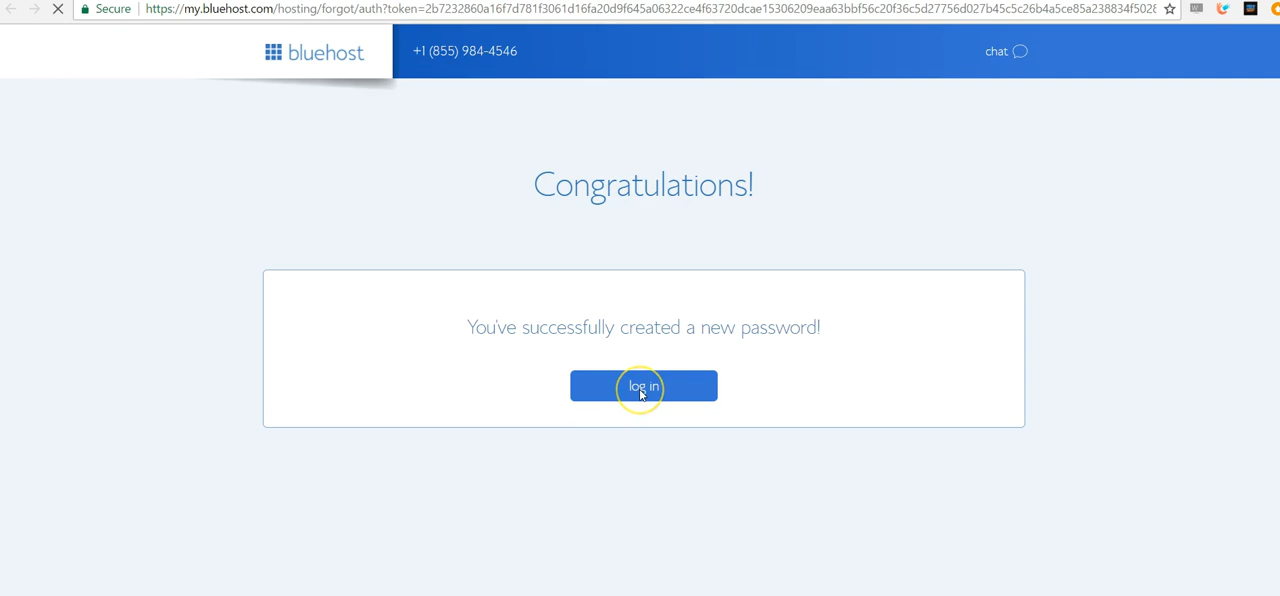 Secure https://my.bluehost.com/hosting/forgot/auth?token=2b7232860a16f7d781f3061d16fa20d9f645a06322ce4f63720dcae15306209eaa63bbf56c20f36c5d27756d027b45c5c26b4a5ce85a238834f5028
bluehost +1 (855) 984-4546 chat
Congratulations!
You've successfully created a new password!
log in